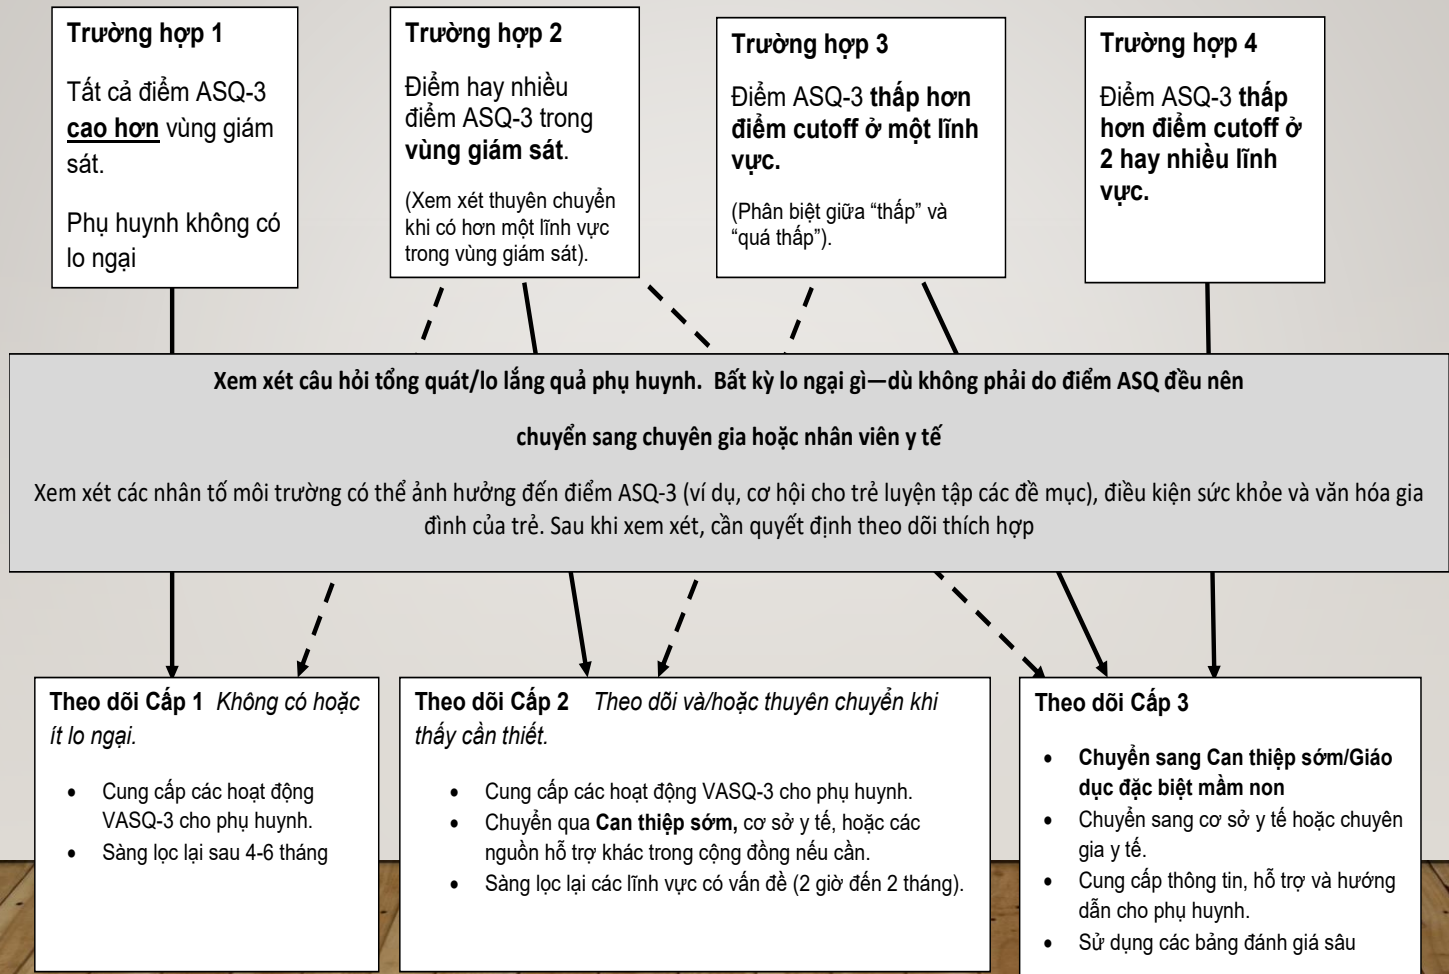 Trường hợp 1
Tất cả điểm ASQ-3
cao hơn vùng giám
sát.
Phụ huynh không có
lo ngại
Trường hợp 2
Điểm hay nhiều
điểm ASQ-3 trong
vùng giám sát.
(Xem xét thuyên chuyển
khi có hơn một lĩnh vực
trong vùng giám sát).
Trường hợp 3
Điểm ASQ-3 thấp hơn
điểm cutoff ở một lĩnh
vực.
(Phân biệt giữa “thấp” và
“quá thấp”).
Trường hợp 4
Điểm ASQ-3 thấp
hơn điểm cutoff ở
2 hay nhiều lĩnh
vực.
Xem xét câu hỏi tổng quát/lo lắng quả phụ huynh. Bất kỳ lo ngại gì—dù không phải do điểm ASQ đều nên
chuyển sang chuyên gia hoặc nhân viên y tế
Xem xét các nhân tố môi trường có thể ảnh hưởng đến điểm ASQ-3 (ví dụ, cơ hội cho trẻ luyện tập các đề mục), điều kiện sức khỏe và văn hóa gia
đình của trẻ. Sau khi xem xét, cần quyết định theo dõi thích hợp
Theo dõi Cấp 1 Không có hoặc
ít lo ngại.
• Cung cấp các hoạt động
VASQ-3 cho phụ huynh.
• Sàng lọc lại sau 4-6 tháng
Theo dõi Cấp 2 Theo dõi và/hoặc thuyên chuyển khi
thấy cần thiết.
• Cung cấp các hoạt động VASQ-3 cho phụ huynh.
• Chuyển qua Can thiệp sớm, cơ sở y tế, hoặc các
nguồn hỗ trợ khác trong cộng đồng nếu cần.
• Sàng lọc lại các lĩnh vực có vấn đề (2 giờ đến 2 tháng).
Theo dõi Cấp 3
• Chuyển sang Can thiệp sớm/Giáo
dục đặc biệt mầm non
• Chuyển sang cơ sở y tế hoặc chuyên
gia y tế.
• Cung cấp thông tin, hỗ trợ và hướng
dẫn cho phụ huynh.
• Sử dụng các bảng đánh giá sâu